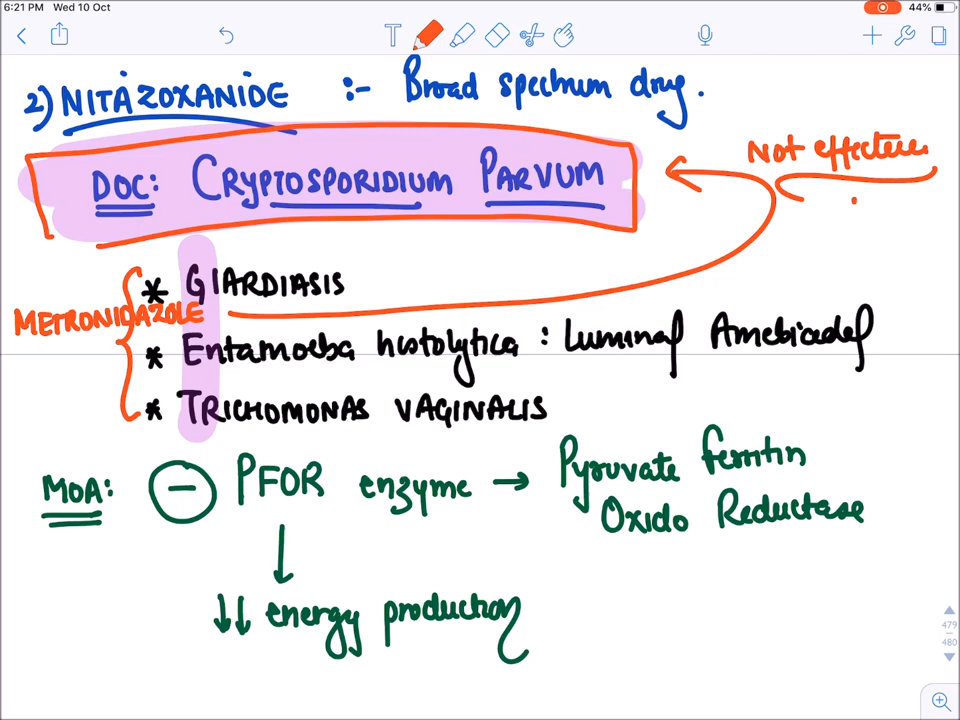 6:21 PM Wed 10 Oct 44%
T
2) NITAZOXANIDE :- Broad spectrum drug.
Not effective
DOC: CRYPTOSPORIDIUM PARVUM
* GIARDIASIS
METRONIDAZOLE
* Entamoeba histolytica : Luminal Amebicidal
* TRICHOMONAS VAGINALIS
MOA: − PFOR enzyme → Pyruvate ferritin
Oxido Reductase
↓
↓↓ energy production
479
480